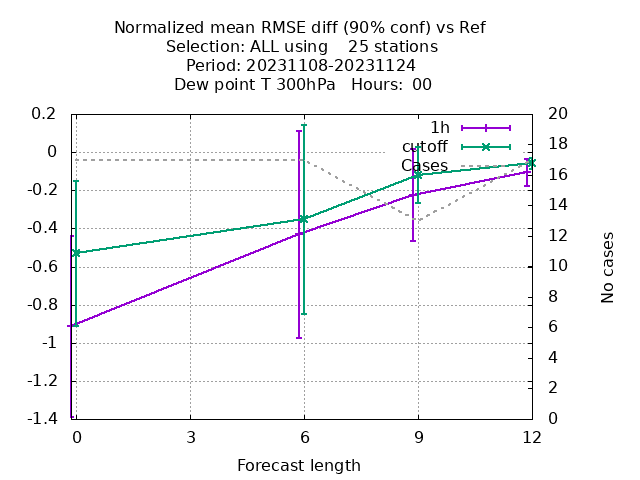 Normalized mean RMSE diff (90% conf) vs Ref
Selection: ALL using    25 stations
Period: 20231108-20231124
Dew point T 300hPa   Hours:  00
0.2
0
-0.2
-0.4
-0.6
-0.8
-1
-1.2
-1.4
1h
cutoff
Cases
20
18
16
14
12
10
8
6
4
2
0
No cases
0
3
6
9
12
Forecast length